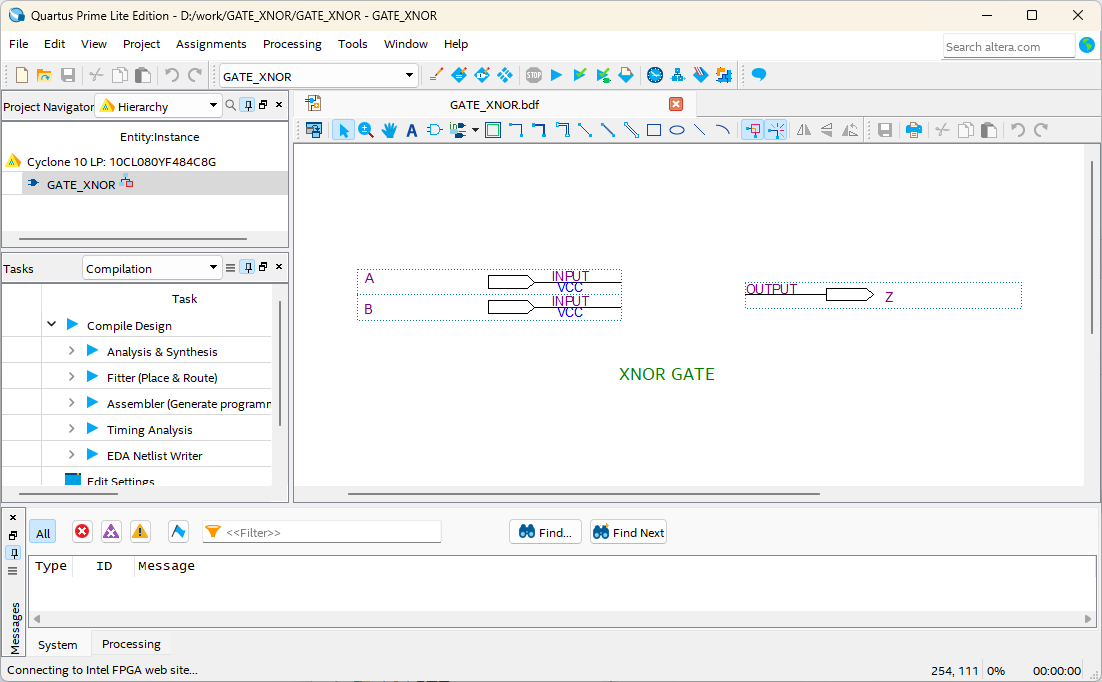 Quartus Prime Lite Edition - D:/work/GATE_XNOR/GATE_XNOR - GATE_XNOR
File Edit View Project Assignments Processing Tools Window Help
Search altera.com
STOP
GATE_XNOR
Project Navigator Hierarchy
GATE_XNOR.bdf
A
Entity:Instance
Cyclone 10 LP: 10CL080YF484C8G
GATE_XNOR
Tasks Compilation
Task
Compile Design
Analysis & Synthesis
Fitter (Place & Route)
Assembler (Generate programm
Timing Analysis
EDA Netlist Writer
Edit Settings
A INPUT
VCC
B INPUT
VCC
OUTPUT Z
XNOR GATE
All <<Filter>> Find... Find Next
Type ID Message
Messages
System Processing
Connecting to Intel FPGA web site... 254, 111 0% 00:00:00